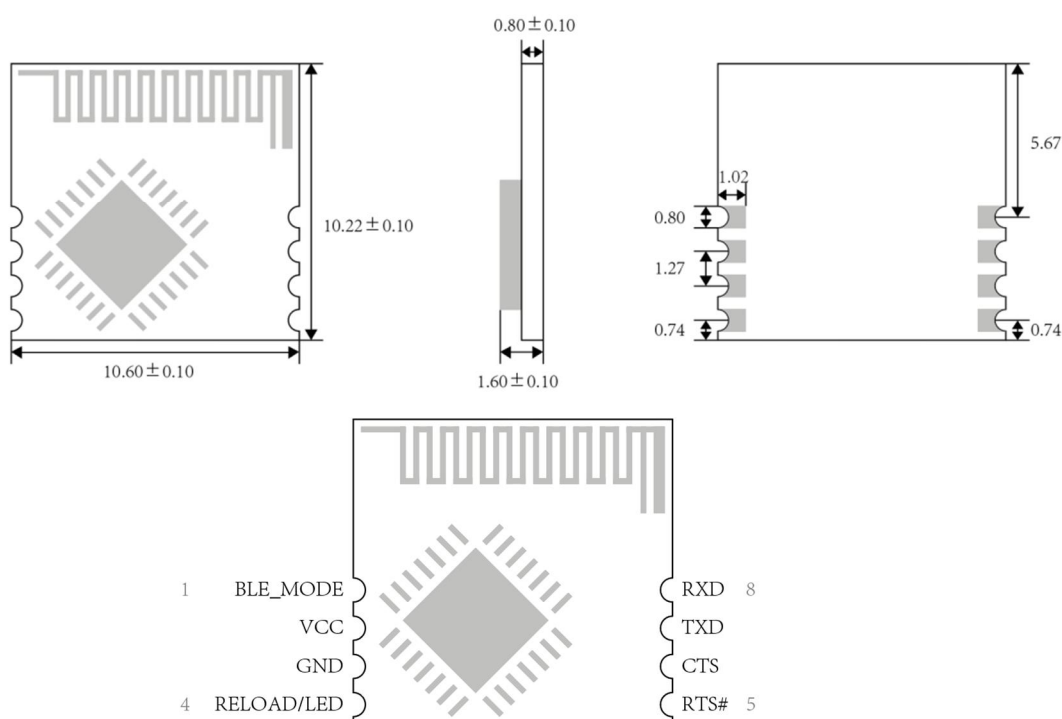 0.80±0.10
10.22±0.10
10.60±0.10
1.60±0.10
5.67
1.02
0.80
1.27
0.74
0.74
1 BLE_MODE
RXD 8
VCC
TXD
GND
CTS
4 RELOAD/LED
RTS# 5